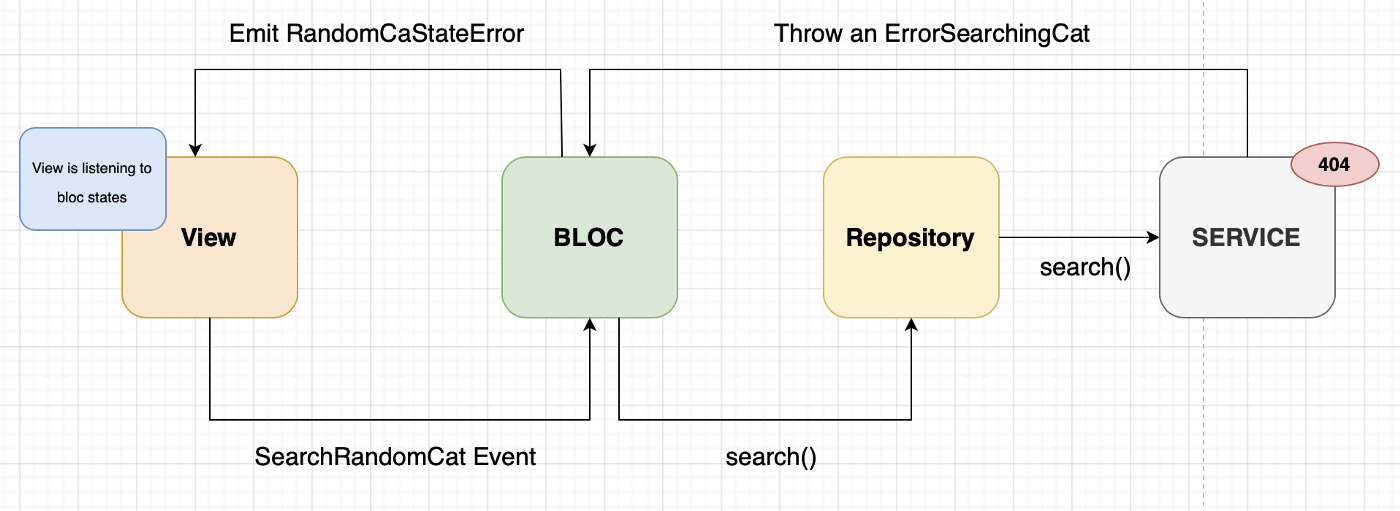 Emit RandomCaStateError
Throw an ErrorSearchingCat
View is listening to
bloc states
404
View
BLOC
Repository
SERVICE
search()
SearchRandomCat Event
search()